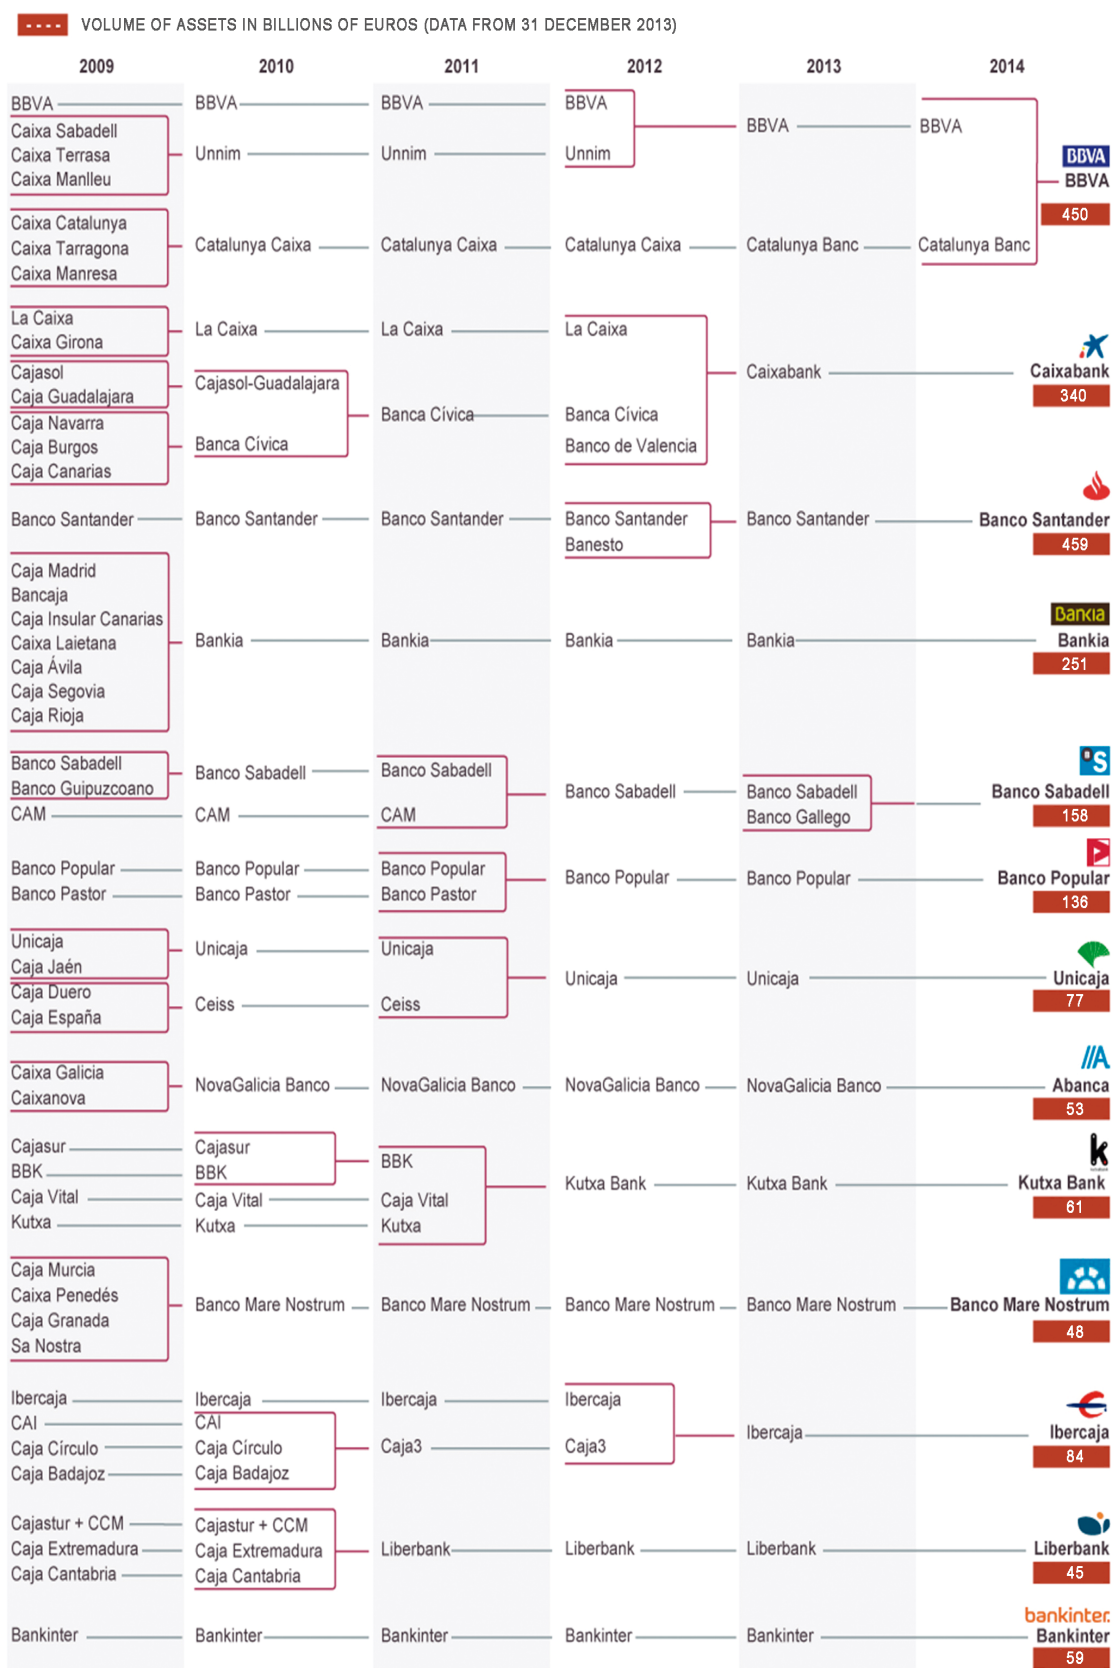 ---- VOLUME OF ASSETS IN BILLIONS OF EUROS (DATA FROM 31 DECEMBER 2013)
2009 2010 2011 2012 2013 2014
BBVA BBVA BBVA BBVA
Caixa Sabadell
Caixa Terrasa
Caixa Manlleu
Unnim Unnim Unnim
BBVA BBVA
BBVA
BBVA
450
Caixa Catalunya
Caixa Tarragona
Caixa Manresa
Catalunya Caixa Catalunya Caixa Catalunya Caixa Catalunya Banc Catalunya Banc
La Caixa
Caixa Girona
La Caixa La Caixa La Caixa
Cajasol
Caja Guadalajara
Cajasol-Guadalajara
Caja Navarra
Caja Burgos
Caja Canarias
Banca Cívica
Banca Cívica Banca Cívica
Banco de Valencia
Caixabank
Caixabank
340
Banco Santander Banco Santander Banco Santander Banco Santander
Banesto
Banco Santander
Banco Santander
459
Caja Madrid
Bancaja
Caja Insular Canarias
Caixa Laietana
Caja Ávila
Caja Segovia
Caja Rioja
Bankia Bankia Bankia Bankia
Bankia
Bankia
251
Banco Sabadell
Banco Guipuzcoano
Banco Sabadell Banco Sabadell
CAM CAM CAM
Banco Sabadell
Banco Sabadell
Banco Gallego
BS
Banco Sabadell
158
Banco Popular Banco Popular Banco Popular
Banco Pastor Banco Pastor Banco Pastor
Banco Popular Banco Popular
Banco Popular
136
Unicaja
Caja Jaén
Unicaja Unicaja
Caja Duero
Caja España
Ceiss Ceiss
Unicaja Unicaja
Unicaja
77
Caixa Galicia
Caixanova
NovaGalicia Banco NovaGalicia Banco NovaGalicia Banco NovaGalicia Banco
Abanca
53
Cajasur Cajasur
BBK BBK
BBK
Caja Vital Caja Vital Caja Vital
Kutxa Kutxa Kutxa
Kutxa Bank Kutxa Bank
k
Kutxa Bank
61
Caja Murcia
Caixa Penedés
Caja Granada
Sa Nostra
Banco Mare Nostrum Banco Mare Nostrum Banco Mare Nostrum Banco Mare Nostrum
Banco Mare Nostrum
48
Ibercaja Ibercaja Ibercaja Ibercaja
CAI CAI
Caja Círculo Caja Círculo
Caja Badajoz Caja Badajoz
Caja3 Caja3
Ibercaja
Ibercaja
84
Cajastur + CCM Cajastur + CCM
Caja Extremadura Caja Extremadura
Caja Cantabria Caja Cantabria
Liberbank Liberbank Liberbank
Liberbank
45
Bankinter Bankinter Bankinter Bankinter Bankinter
bankinter.
Bankinter
59